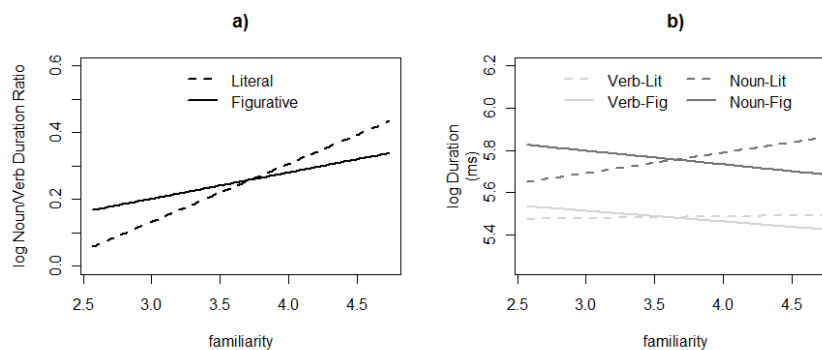 a)
log Noun/Verb Duration Ratio
0.6
0.4
0.2
0.0
Literal
Figurative
2.5 3.0 3.5 4.0 4.5
familiarity
b)
log Duration
(ms)
6.2
6.0
5.8
5.6
5.4
Verb-Lit Noun-Lit
Verb-Fig Noun-Fig
2.5 3.0 3.5 4.0 4.5
familiarity